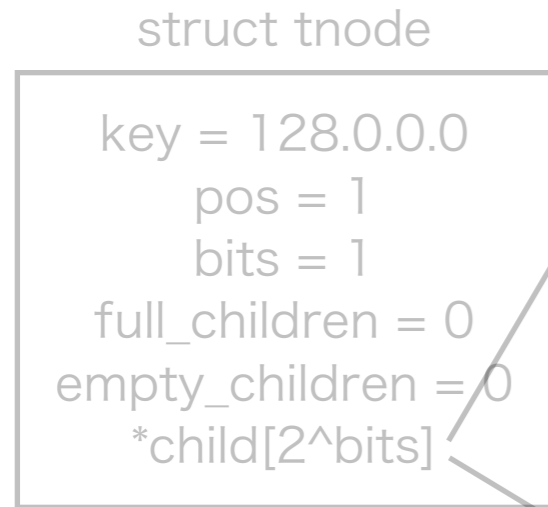 struct tnode
key = 128.0.0.0
pos = 1
bits = 1
full_children = 0
empty_children = 0
*child[2^bits]